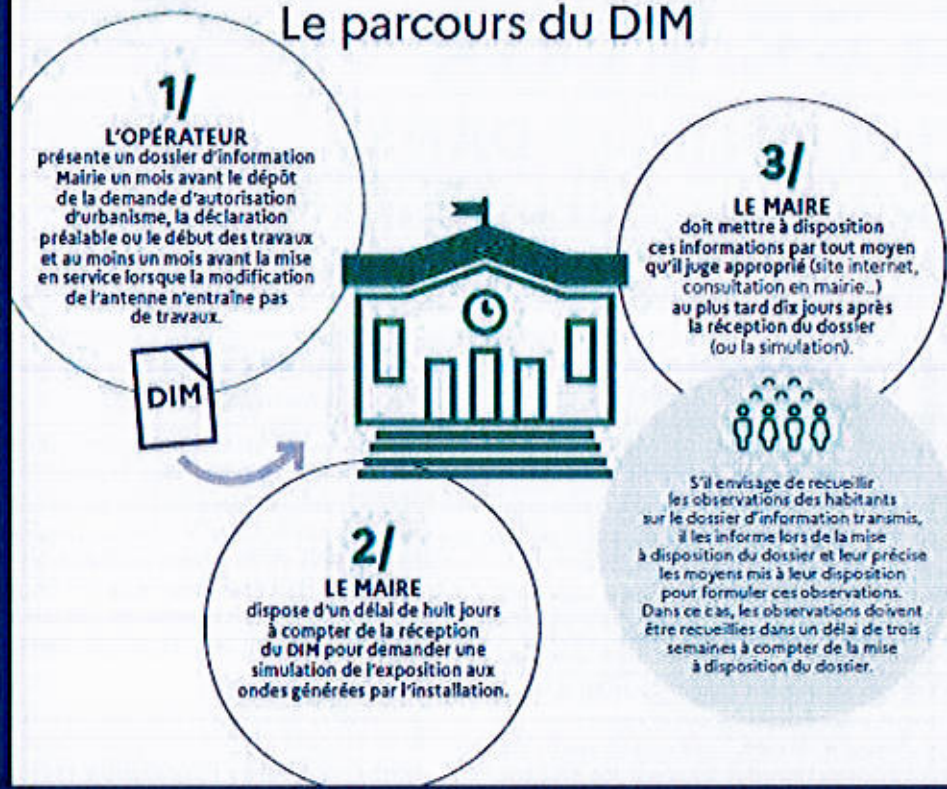 Le parcours du DIM
1/
L'OPÉRATEUR
présente un dossier d'information
Mairie un mois avant le dépôt
de la demande d'autorisation
d'urbanisme, la déclaration
préalable ou le début des travaux
et au moins un mois avant la mise
en service lorsque la modification
de l'antenne n'entraîne pas
de travaux.
DIM
2/
LE MAIRE
dispose d'un délai de huit jours
à compter de la réception
du DIM pour demander une
simulation de l'exposition aux
ondes générées par l'installation.
3/
LE MAIRE
doit mettre à disposition
ces informations par tout moyen
qu'il juge approprié (site internet,
consultation en mairie...)
au plus tard dix jours après
la réception du dossier
(ou la simulation).
S'il envisage de recueillir
les observations des habitants
sur le dossier d'information transmis,
il les informe lors de la mise
à disposition du dossier et leur précise
les moyens mis à leur disposition
pour formuler ces observations.
Dans ce cas, les observations doivent
être recueillies dans un délai de trois
semaines à compter de la mise
à disposition du dossier.